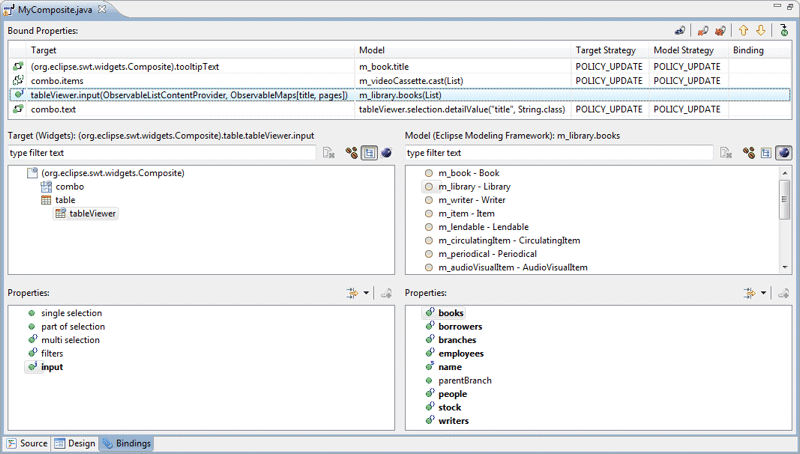 MyComposite.java
Bound Properties:
Target Model Target Strategy Model Strategy Binding
(org.eclipse.swt.widgets.Composite).tooltipText m_book.title POLICY_UPDATE POLICY_UPDATE
combo.items m_videoCassette.cast(List) POLICY_UPDATE POLICY_UPDATE
tableViewer.input(ObservableListContentProvider, ObservableMaps[title, pages]) m_library.books(List)
combo.text tableViewer.selection.detailValue("title", String.class) POLICY_UPDATE POLICY_UPDATE
Target (Widgets): (org.eclipse.swt.widgets.Composite).table.tableViewer.input
type filter text
(org.eclipse.swt.widgets.Composite)
combo
table
tableViewer
Model (Eclipse Modeling Framework): m_library.books
type filter text
m_book - Book
m_library - Library
m_writer - Writer
m_item - Item
m_lendable - Lendable
m_circulatingItem - CirculatingItem
m_periodical - Periodical
m_audioVisualItem - AudioVisualItem
Properties:
single selection
part of selection
multi selection
filters
input
Properties:
books
borrowers
branches
employees
name
parentBranch
people
stock
writers
Source Design Bindings